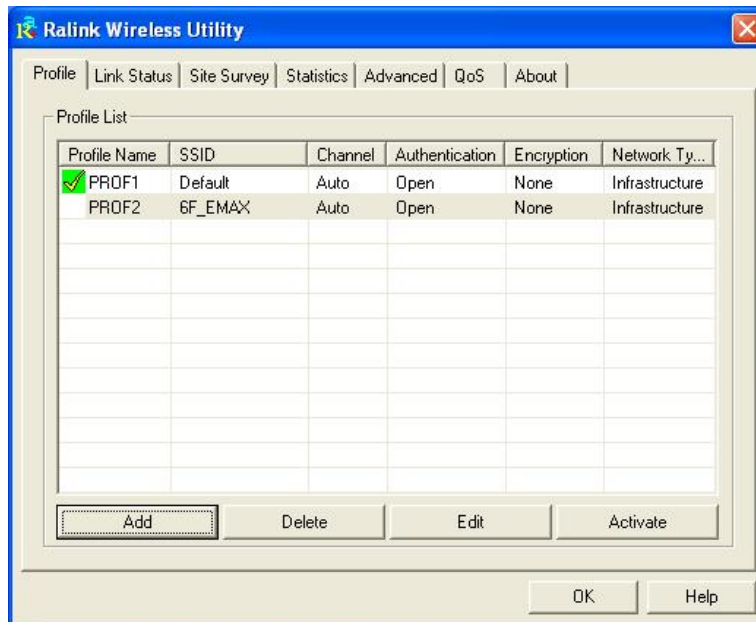 Ralink Wireless Utility
Profile Link Status Site Survey Statistics Advanced QoS About
Profile List
Profile Name SSID Channel Authentication Encryption Network Ty...
PROF1 Default Auto Open None Infrastructure
PROF2 6F_EMAX Auto Open None Infrastructure
Add Delete Edit Activate
OK Help